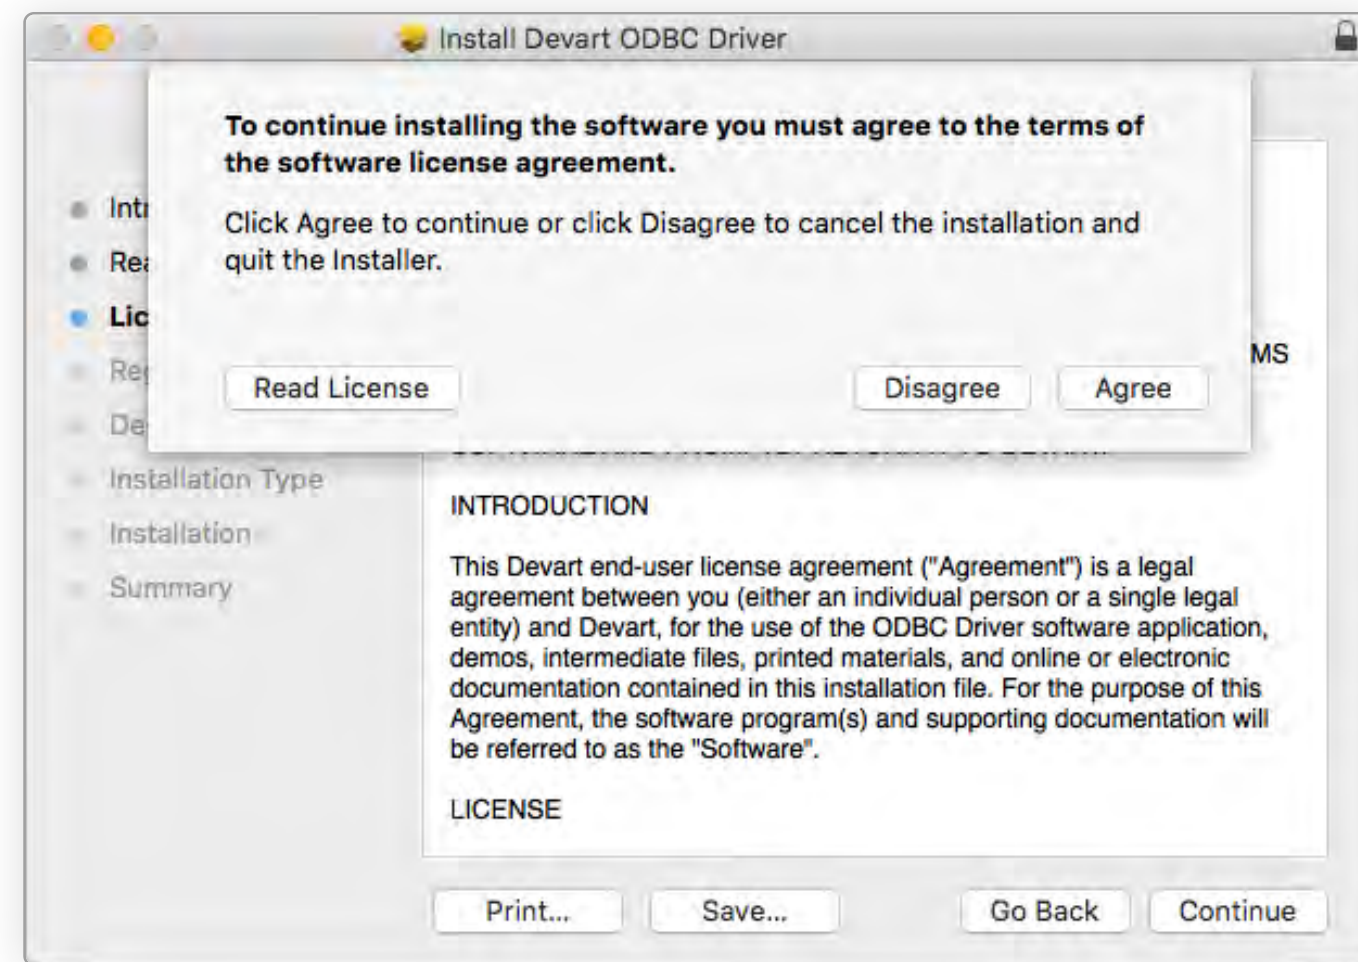 Install Devart ODBC Driver
To continue installing the software you must agree to the terms of
the software license agreement.
Click Agree to continue or click Disagree to cancel the installation and
quit the Installer.
Read License
Disagree
Agree
Intr
Rea
Lic
Reg
De
Installation Type
Installation
Summary
MS
INTRODUCTION
This Devart end-user license agreement ("Agreement") is a legal
agreement between you (either an individual person or a single legal
entity) and Devart, for the use of the ODBC Driver software application,
demos, intermediate files, printed materials, and online or electronic
documentation contained in this installation file. For the purpose of this
Agreement, the software program(s) and supporting documentation will
be referred to as the "Software".
LICENSE
Print...
Save...
Go Back
Continue